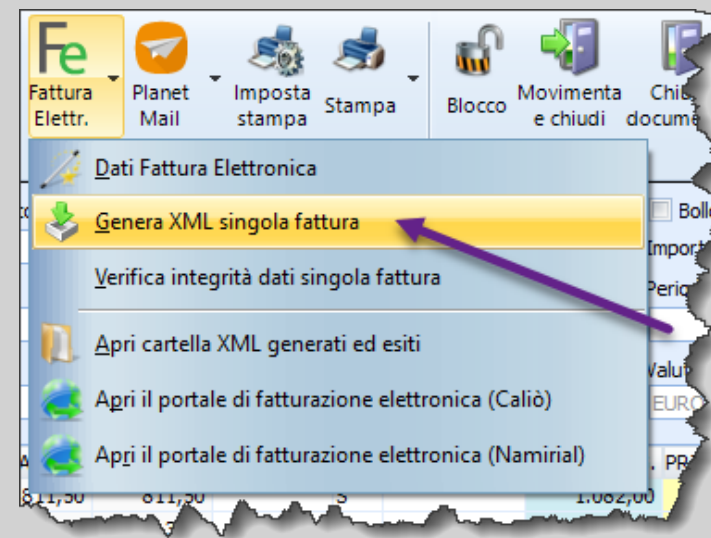 Fe
Fattura Elettr.
Planet Mail
Imposta stampa
Stampa
Blocco
Movimenta e chiudi
Dati Fattura Elettronica
Genera XML singola fattura
Verifica integrità dati singola fattura
Apri cartella XML generati ed esiti
Apri il portale di fatturazione elettronica (Caliò)
Apri il portale di fatturazione elettronica (Namirial)
EURO
811,50 811,50 S 1.082,00